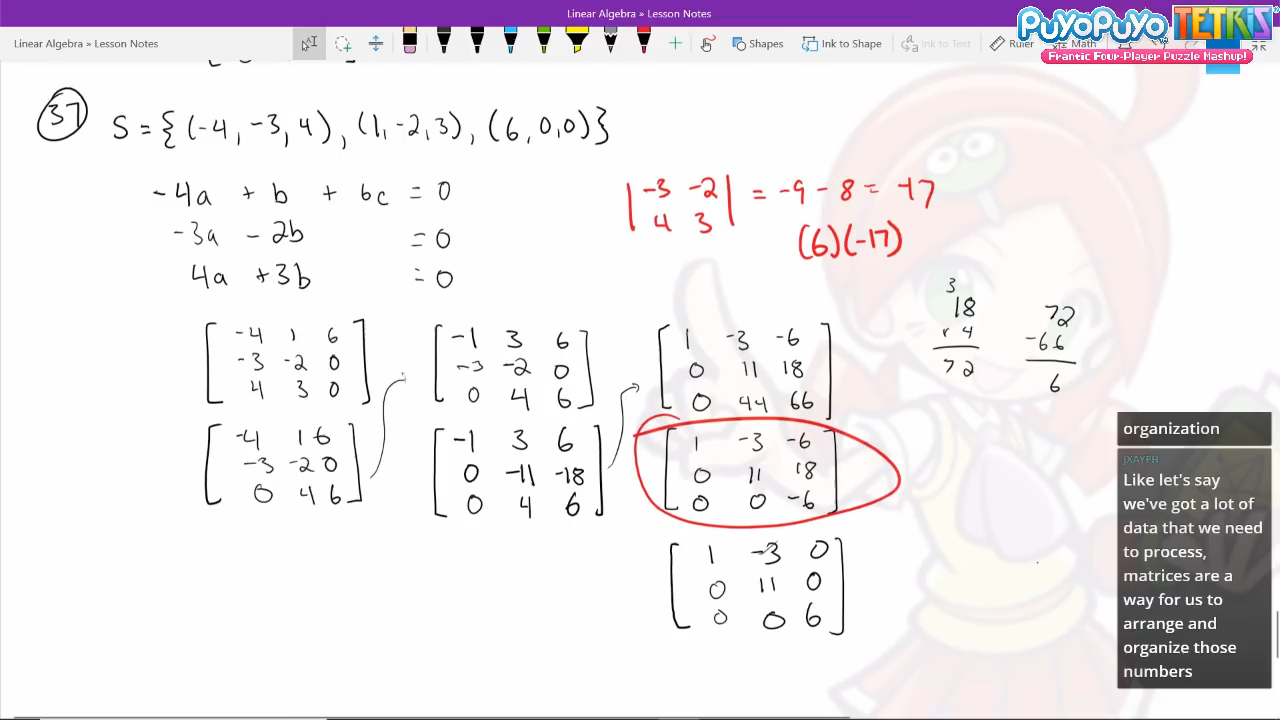 Linear Algebra » Lesson Notes
Linear Algebra » Lesson Notes
Shapes
Ink to Shape
Ink to Text
Ruler
Math
PUYOPUYO TETRIS
Frantic Four-Player Puzzle Mashup!
37
S = { (-4, -3, 4), (1, -2, 3), (6, 0, 0) }
-4a + b + 6c = 0
-3a - 2b = 0
4a + 3b = 0
| -3 -2 | = -9 - 8 = -17
| 4 3 |
(6)(-17)
-4 1 6
-3 -2 0
4 3 0
-4 1 6
-3 -2 0
0 4 6
-1 3 6
-3 -2 0
0 4 6
-1 3 6
0 -11 -18
0 4 6
1 -3 -6
0 11 18
0 44 66
1 -3 -6
0 11 18
0 0 -6
1 -3 0
0 11 0
0 0 6
3
18
x 4
72
72
-66
6
organization
JXAYPH:
Like let's say
we've got a lot of
data that we need
to process,
matrices are a
way for us to
arrange and
organize those
numbers